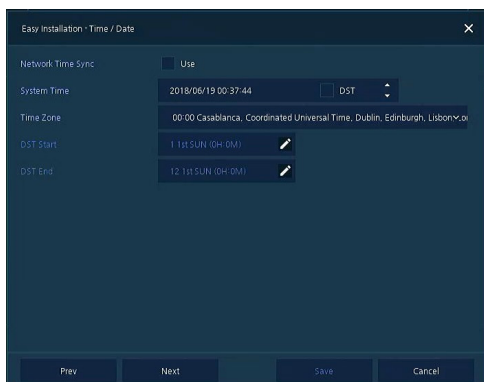 Easy Installation · Time / Date
Network Time Sync Use
System Time 2018/06/19 00:37:44 DST
Time Zone 00:00 Casablanca, Coordinated Universal Time, Dublin, Edinburgh, Lisbon
DST Start 1 1st SUN (0H:0M)
DST End 12 1st SUN (0H:0M)
Prev Next Save Cancel